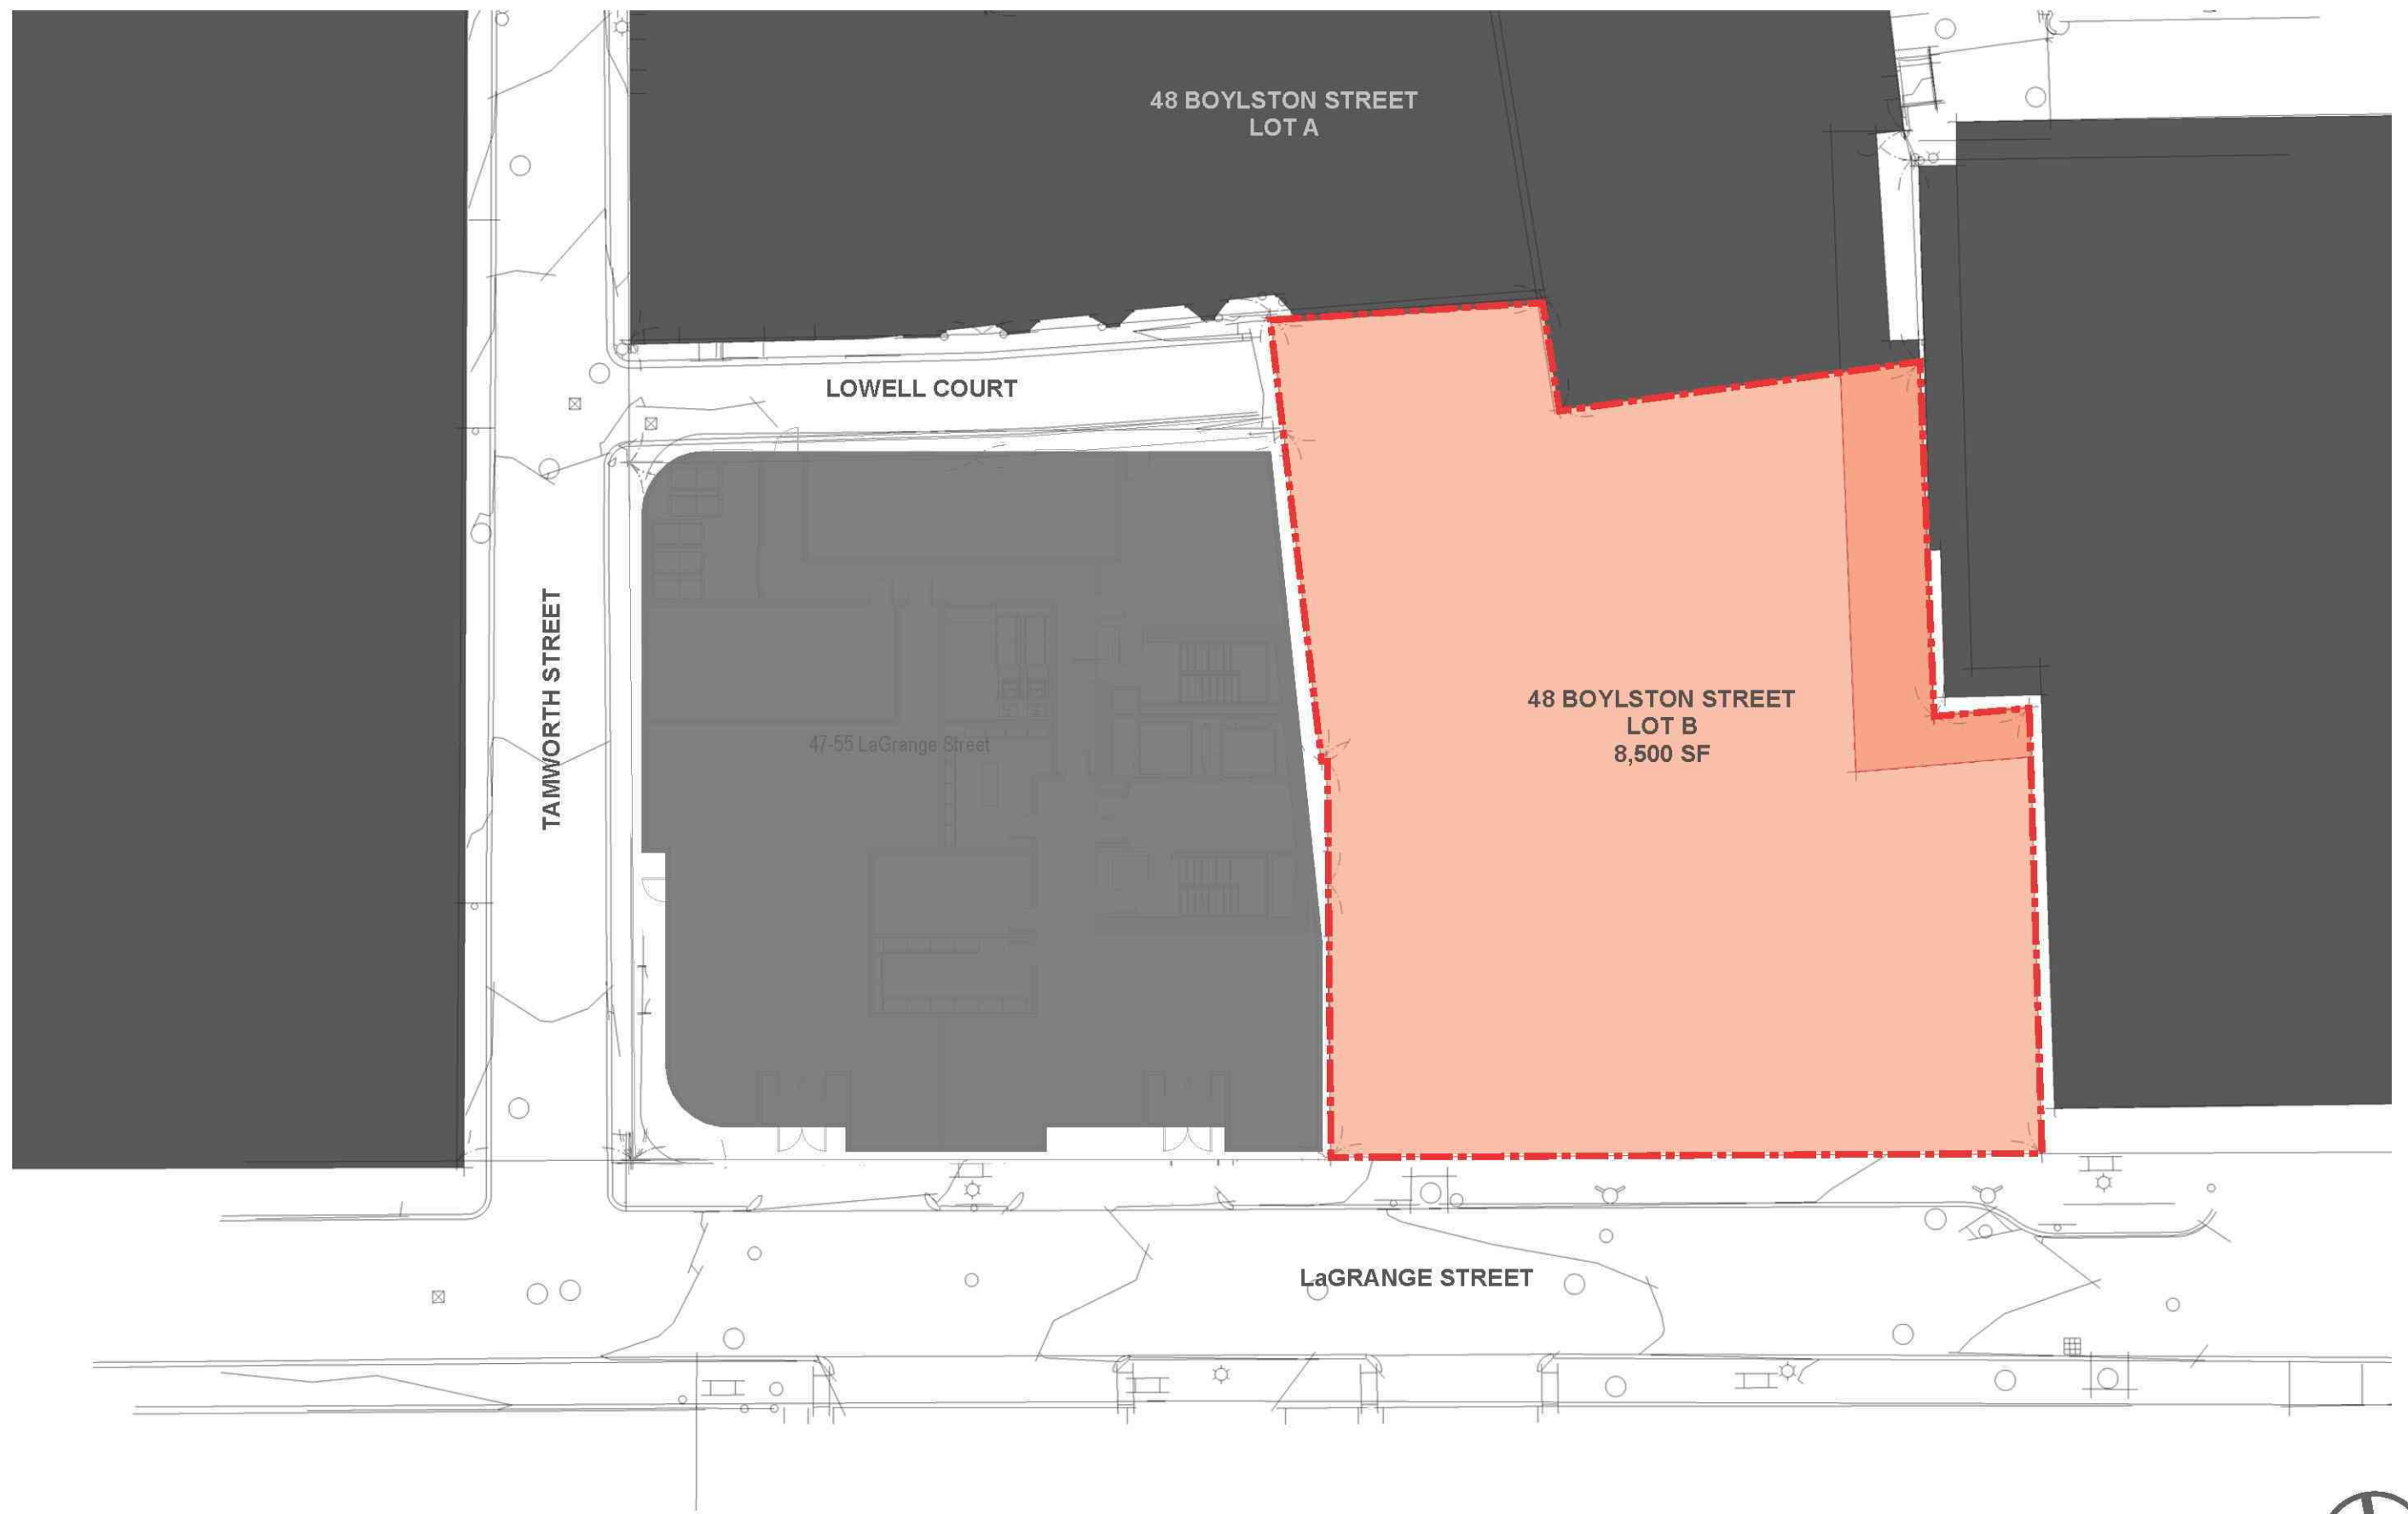 48 BOYLSTON STREET
LOT A
LOWELL COURT
TAMWORTH STREET
48 BOYLSTON STREET
LOT B
8,500 SF
47-55 LaGrange Street
LaGRANGE STREET